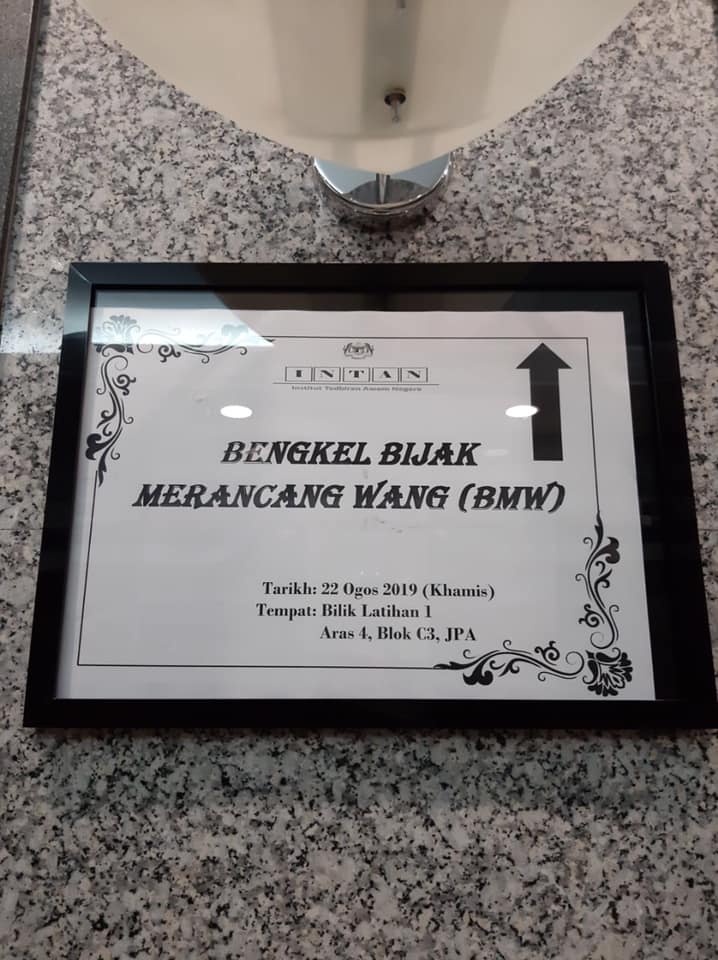 INTAN
Institut Tadbiran Awam Negara
BENGKEL BIJAK
MERANCANG WANG (BMW)
Tarikh: 22 Ogos 2019 (Khamis)
Tempat: Bilik Latihan 1
Aras 4, Blok C3, JPA